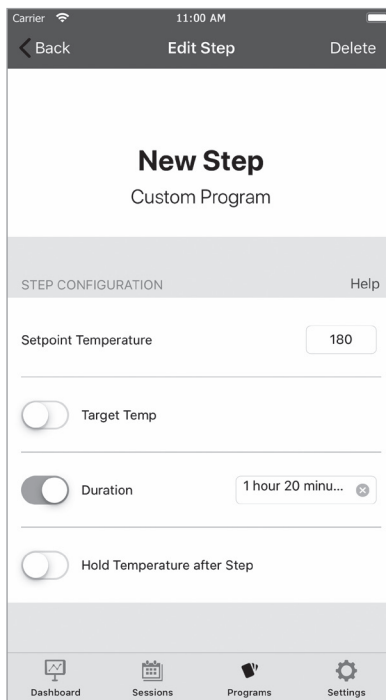 Carrier 11:00 AM
Back Edit Step Delete
New Step
Custom Program
STEP CONFIGURATION Help
Setpoint Temperature 180
Target Temp
Duration 1 hour 20 minu...
Hold Temperature after Step
Dashboard Sessions Programs Settings